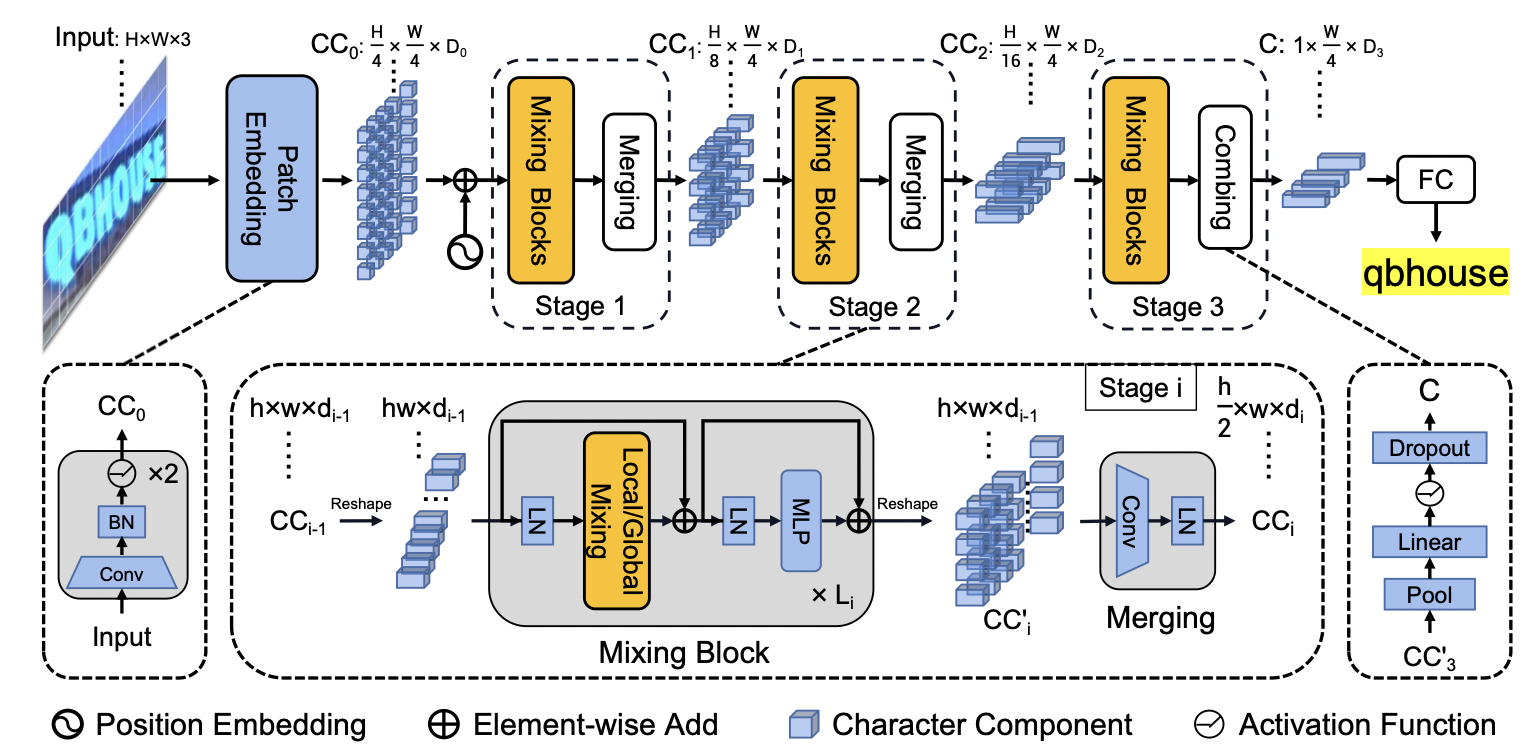 Input: H×W×3
CC₀: H/4 × W/4 × D₀
CC₁: H/8 × W/4 × D₁
CC₂: H/16 × W/4 × D₂
C: 1× W/4 × D₃
QBHOUSE
Patch Embedding
Mixing Blocks
Merging
Stage 1
Mixing Blocks
Merging
Stage 2
Mixing Blocks
Combing
Stage 3
FC
qbhouse
CC₀
×2
BN
Conv
Input
h×w×dᵢ₋₁
hw×dᵢ₋₁
CCᵢ₋₁
Reshape
LN
Local/Global Mixing
LN
MLP
× Lᵢ
Mixing Block
Reshape
h×w×dᵢ₋₁
CC'ᵢ
Stage i
h/2 ×w×dᵢ
Conv
LN
Merging
CCᵢ
C
Dropout
Linear
Pool
CC'₃
Position Embedding
Element-wise Add
Character Component
Activation Function